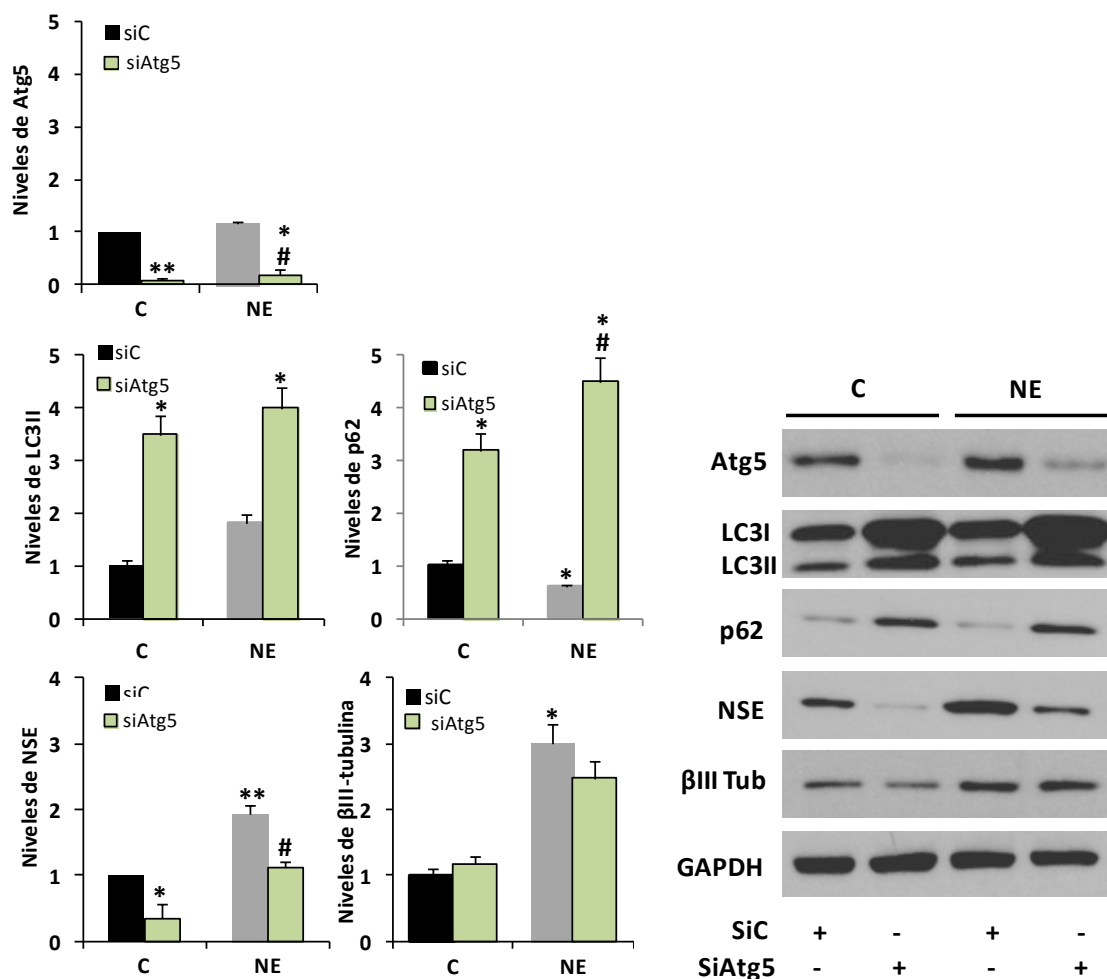 siC
siAtg5
Niveles de Atg5
5
4
3
2
1
0
**
*
#
C
NE
siC
siAtg5
Niveles de LC3II
5
4
3
2
1
0
*
*
C
NE
siC
siAtg5
Niveles de p62
5
4
3
2
1
0
*
*
*
#
C
NE
siC
siAtg5
Niveles de NSE
4
3
2
1
0
*
**
#
C
NE
siC
siAtg5
Niveles de βIII-tubulina
4
3
2
1
0
*
C
NE
C NE
Atg5
LC3I
LC3II
p62
NSE
βIII Tub
GAPDH
SiC + - + -
SiAtg5 - + - +